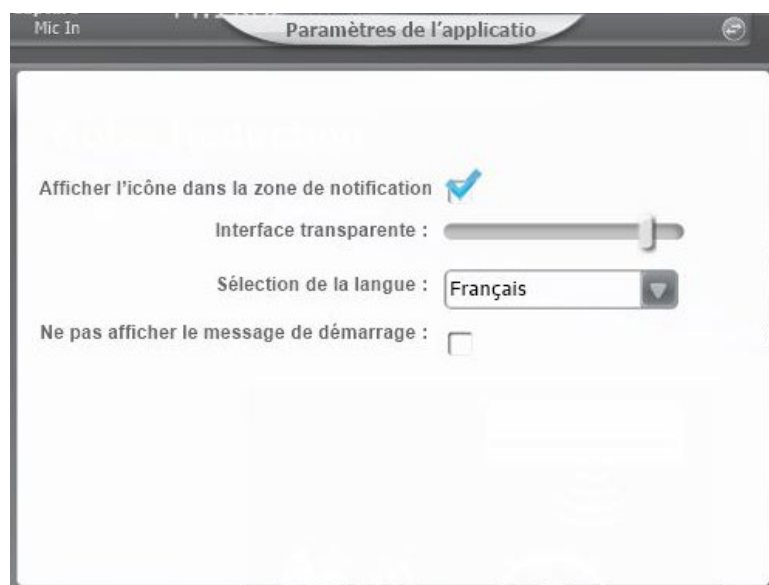 Mic In
Paramètres de l'applicatio
Afficher l'icône dans la zone de notification
Interface transparente :
Sélection de la langue :
Français
Ne pas afficher le message de démarrage :